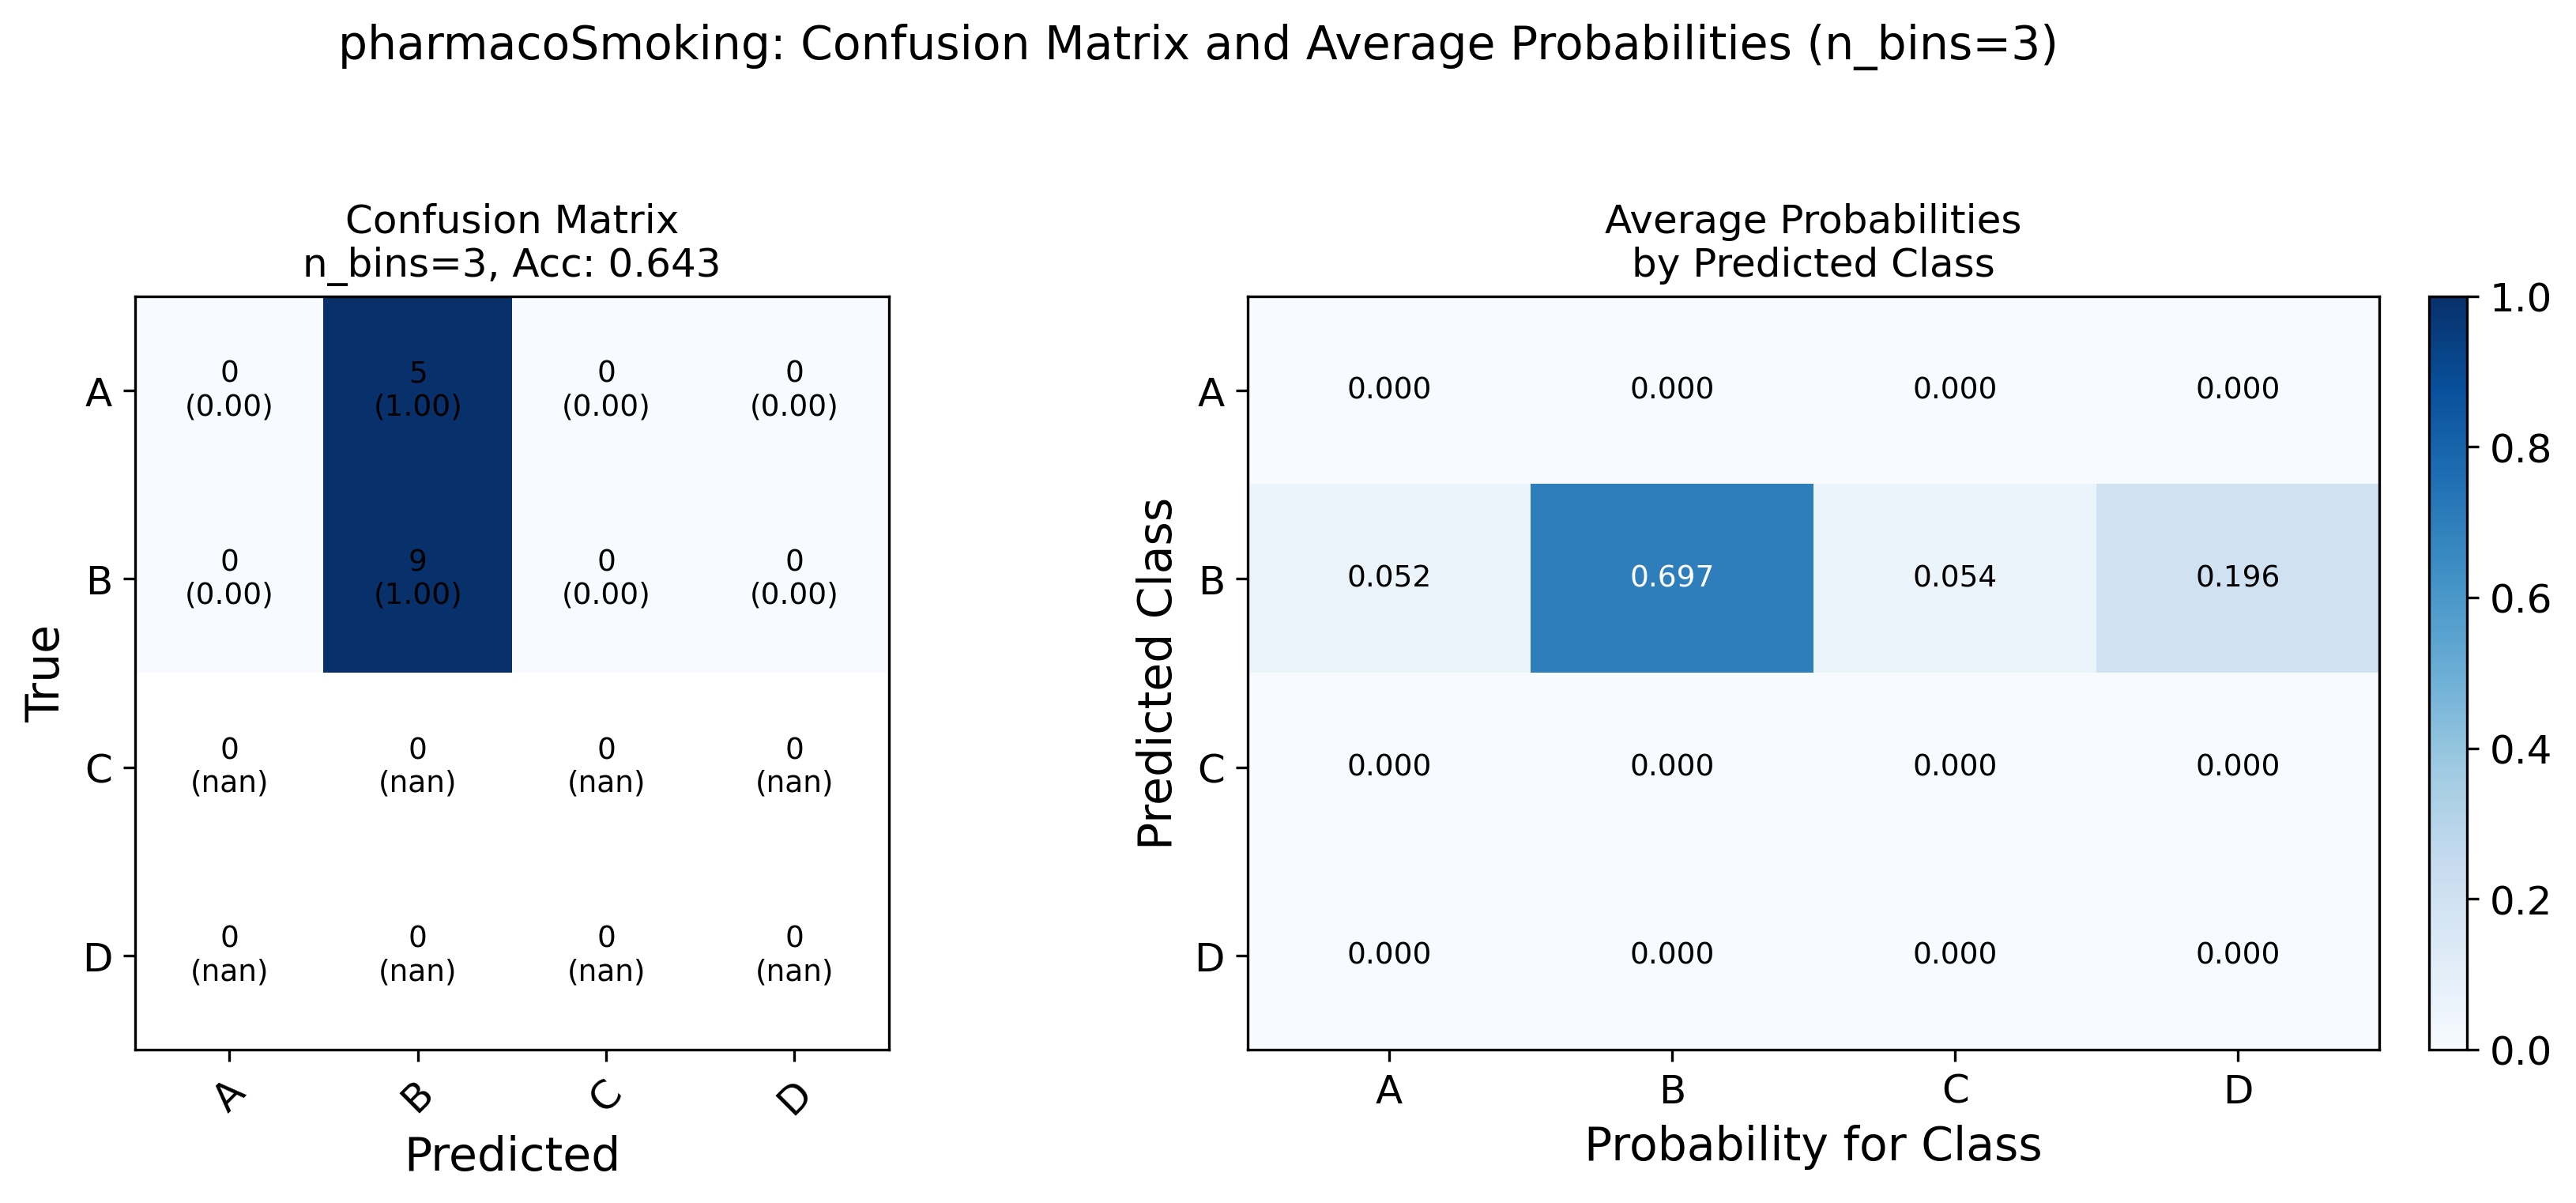 pharmacoSmoking: Confusion Matrix and Average Probabilities (n_bins=3)
Confusion Matrix
n_bins=3, Acc: 0.643
True
A
0
(0.00)
5
(1.00)
0
(0.00)
0
(0.00)
B
0
(0.00)
9
(1.00)
0
(0.00)
0
(0.00)
C
0
(nan)
0
(nan)
0
(nan)
0
(nan)
D
0
(nan)
0
(nan)
0
(nan)
0
(nan)
A B C D
Predicted
Average Probabilities
by Predicted Class
Predicted Class
A 0.000 0.000 0.000 0.000
B 0.052 0.697 0.054 0.196
C 0.000 0.000 0.000 0.000
D 0.000 0.000 0.000 0.000
A B C D
Probability for Class
1.0
0.8
0.6
0.4
0.2
0.0